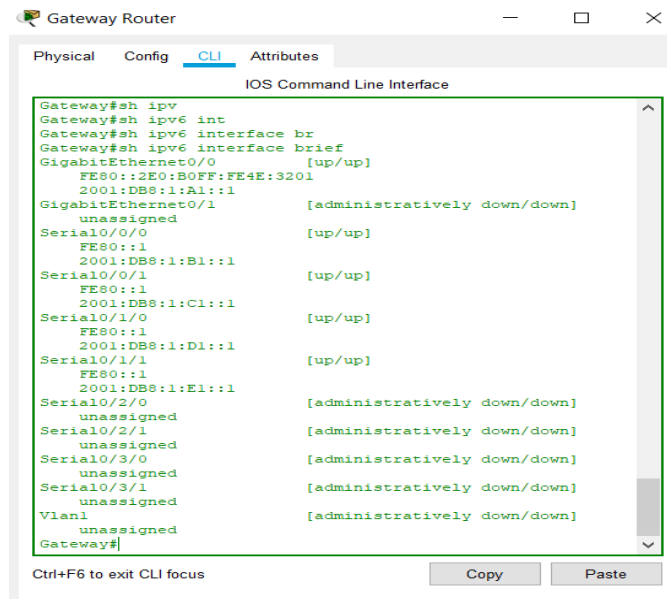 Gateway Router
Physical Config CLI Attributes
IOS Command Line Interface
Gateway#sh ipv
Gateway#sh ipv6 int
Gateway#sh ipv6 interface br
Gateway#sh ipv6 interface brief
GigabitEthernet0/0 [up/up]
FE80::2E0:B0FF:FE4E:3201
2001:DB8:1:A1::1
GigabitEthernet0/1 [administratively down/down]
unassigned
Serial0/0/0 [up/up]
FE80::1
2001:DB8:1:B1::1
Serial0/0/1 [up/up]
FE80::1
2001:DB8:1:C1::1
Serial0/1/0 [up/up]
FE80::1
2001:DB8:1:D1::1
Serial0/1/1 [up/up]
FE80::1
2001:DB8:1:E1::1
Serial0/2/0 [administratively down/down]
unassigned
Serial0/2/1 [administratively down/down]
unassigned
Serial0/3/0 [administratively down/down]
unassigned
Serial0/3/1 [administratively down/down]
unassigned
Vlan1 [administratively down/down]
unassigned
Gateway#
Ctrl+F6 to exit CLI focus Copy Paste